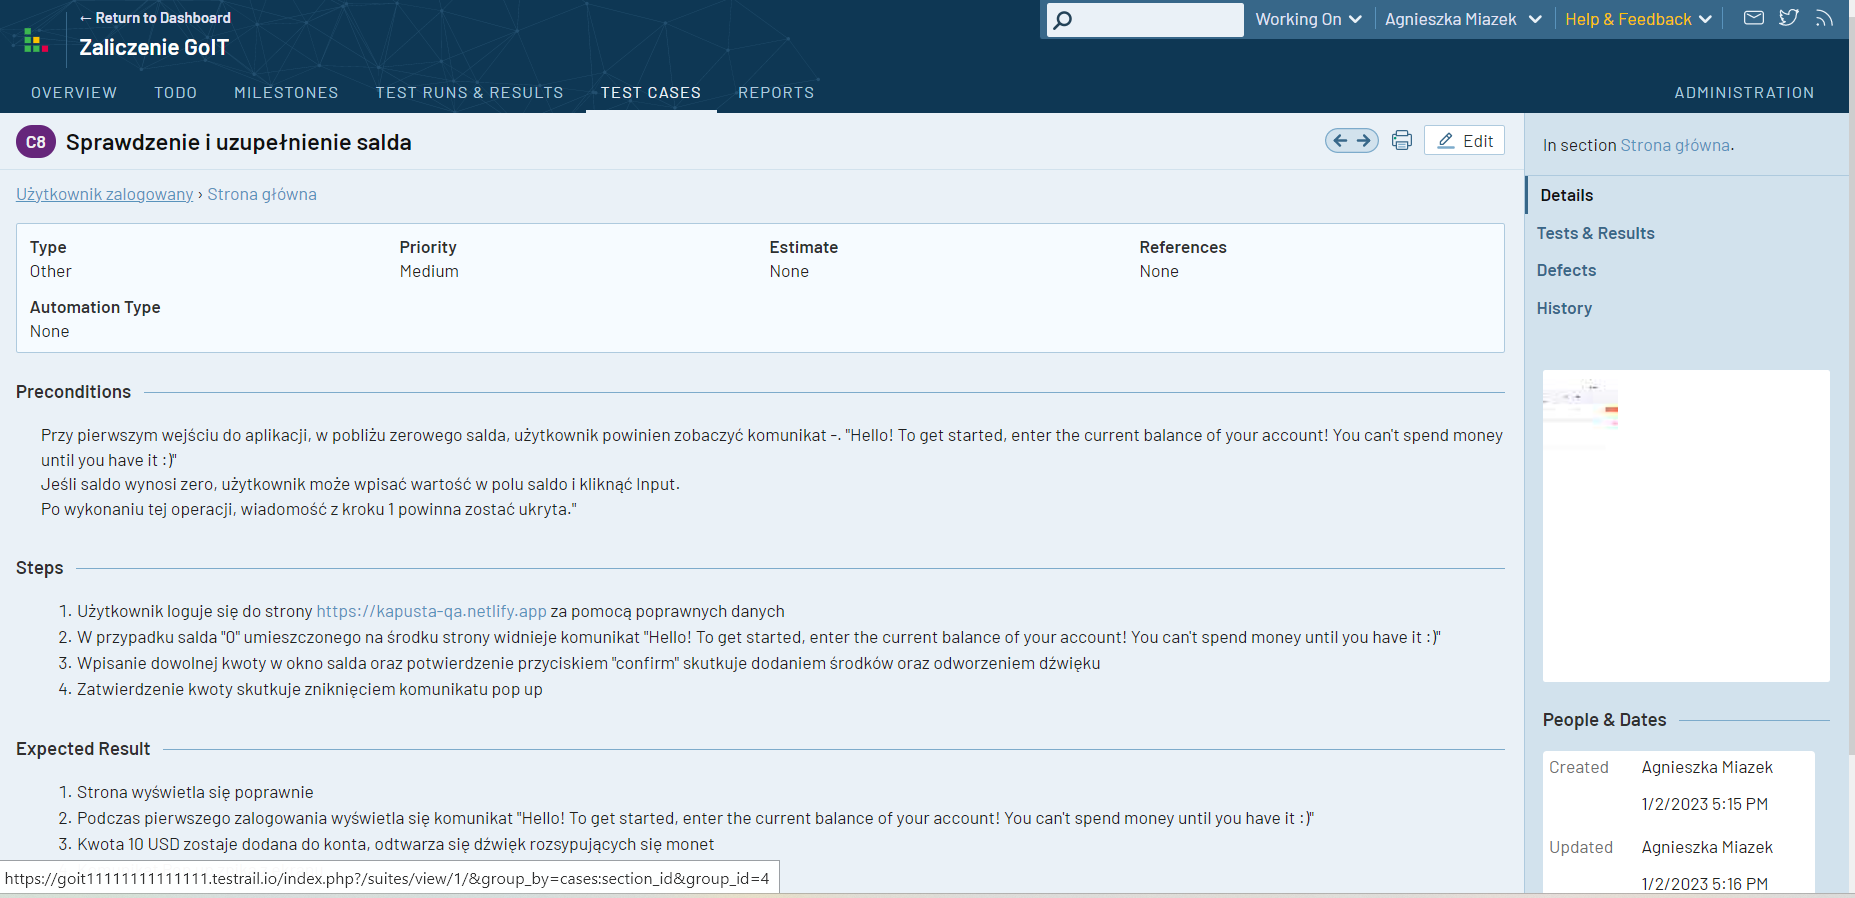 ← Return to Dashboard
Zaliczenie GoIT
Working On
Agnieszka Miazek
Help & Feedback
OVERVIEW
TODO
MILESTONES
TEST RUNS & RESULTS
TEST CASES
REPORTS
ADMINISTRATION
C8
Sprawdzenie i uzupełnienie salda
Edit
In section Strona główna.
Użytkownik zalogowany › Strona główna
Details
Tests & Results
Defects
History
Type
Other
Priority
Medium
Estimate
None
References
None
Automation Type
None
Preconditions
Przy pierwszym wejściu do aplikacji, w pobliżu zerowego salda, użytkownik powinien zobaczyć komunikat -. "Hello! To get started, enter the current balance of your account! You can't spend money
until you have it :)"
Jeśli saldo wynosi zero, użytkownik może wpisać wartość w polu saldo i kliknąć Input.
Po wykonaniu tej operacji, wiadomość z kroku 1 powinna zostać ukryta."
Steps
1. Użytkownik loguje się do strony https://kapusta-qa.netlify.app za pomocą poprawnych danych
2. W przypadku salda "0" umieszczonego na środku strony widnieje komunikat "Hello! To get started, enter the current balance of your account! You can't spend money until you have it :)"
3. Wpisanie dowolnej kwoty w okno salda oraz potwierdzenie przyciskiem "confirm" skutkuje dodaniem środków oraz odworzeniem dźwięku
4. Zatwierdzenie kwoty skutkuje zniknięciem komunikatu pop up
Expected Result
1. Strona wyświetla się poprawnie
2. Podczas pierwszego zalogowania wyświetla się komunikat "Hello! To get started, enter the current balance of your account! You can't spend money until you have it :)"
3. Kwota 10 USD zostaje dodana do konta, odtwarza się dźwięk rozsypujących się monet
People & Dates
Created
Agnieszka Miazek
1/2/2023 5:15 PM
Updated
Agnieszka Miazek
1/2/2023 5:16 PM
https://goit11111111111111.testrail.io/index.php?/suites/view/1/&group_by=cases:section_id&group_id=4